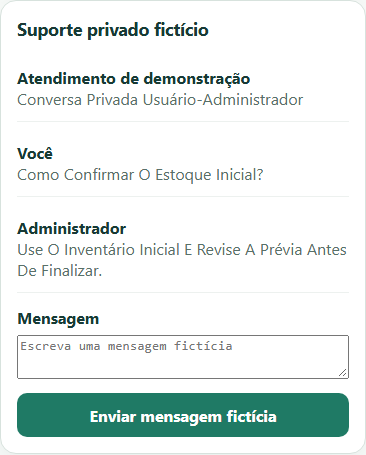 Suporte privado fictício
Atendimento de demonstração
Conversa Privada Usuário-Administrador
Você
Como Confirmar O Estoque Inicial?
Administrador
Use O Inventário Inicial E Revise A Prévia Antes
De Finalizar.
Mensagem
Escreva uma mensagem fictícia
Enviar mensagem fictícia